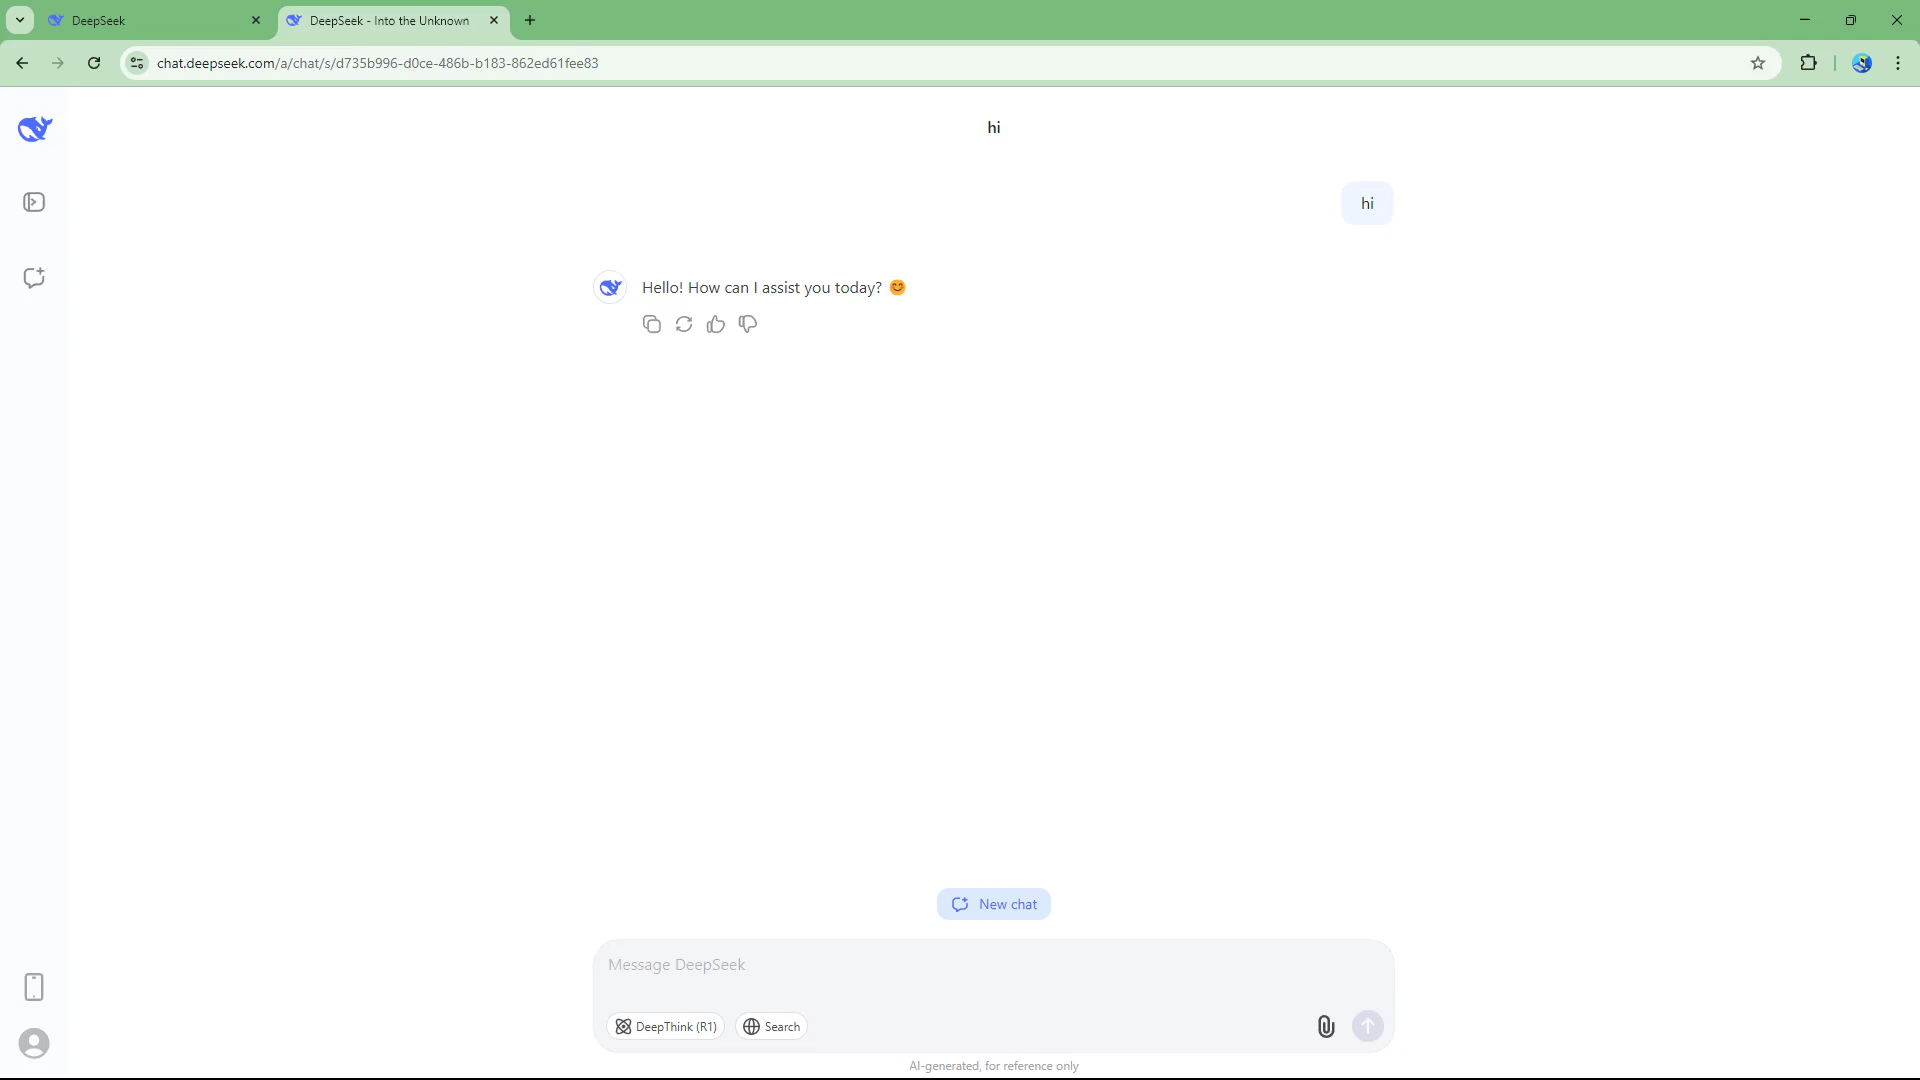 DeepSeek
DeepSeek - Into the Unknown
chat.deepseek.com/a/chat/s/d735b996-d0ce-486b-b183-862ed61fee83
hi
hi
Hello! How can I assist you today? 😊
New chat
Message DeepSeek
DeepThink (R1)
Search
AI-generated, for reference only